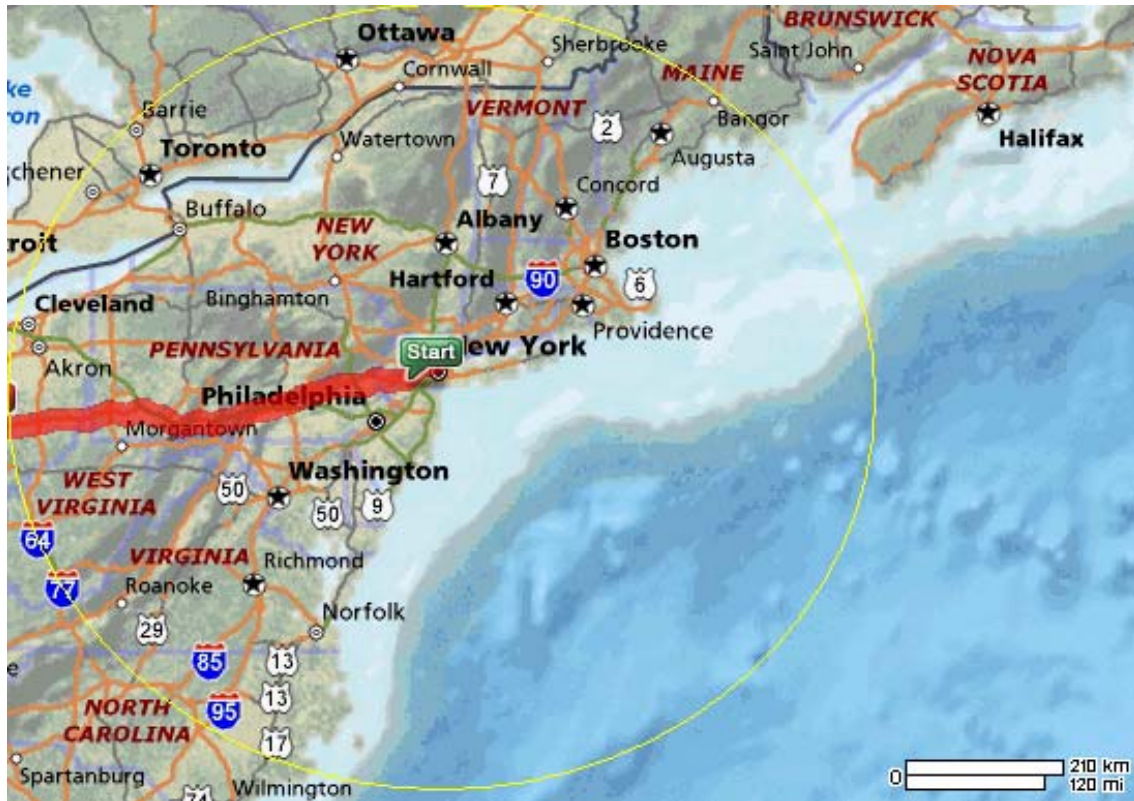 BRUNSWICK
Ottawa
Sherbrooke
Saint John
NOVA
SCOTIA
Cornwall
MAINE
ke
ron
Barrie
VERMONT
2
Bangor
Halifax
Toronto
Watertown
Augusta
chener
7
Concord
Buffalo
NEW
YORK
Albany
Boston
troit
Hartford
90
6
Binghamton
Cleveland
Providence
PENNSYLVANIA
Start
ew York
Akron
Philadelphia
Morgantown
Washington
WEST
VIRGINIA
50
50
9
64
VIRGINIA
Richmond
77
Roanoke
Norfolk
29
85
13
e
13
NORTH
CAROLINA
95
17
Spartanburg
74
Wilmington
0
210 km
120 mi